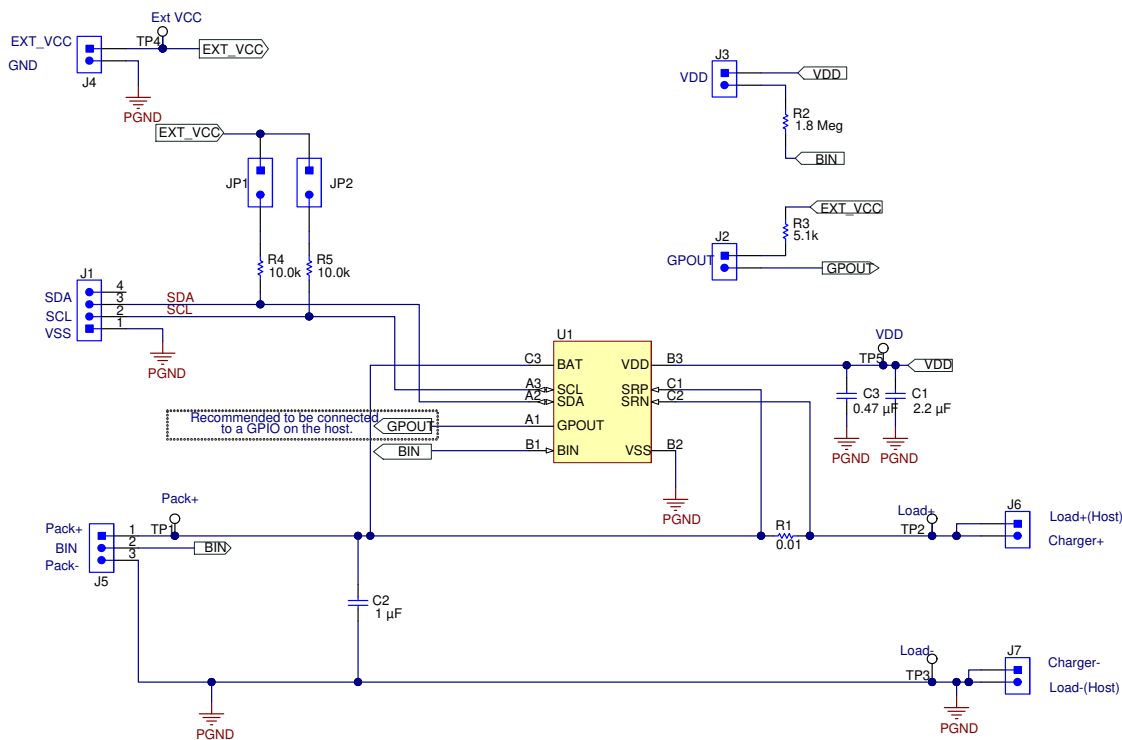 Ext VCC
EXT_VCC
TP4
EXT_VCC
GND
J4
PGND
J3
VDD
VDD
R2
1.8 Meg
BIN
EXT_VCC
JP1
JP2
EXT_VCC
R3
5.1k
J2
GPOUT
GPOUT
R4
10.0k
R5
10.0k
J1
4
SDA
3
SDA
SCL
2
SCL
VSS
1
PGND
U1
C3
BAT
VDD
B3
A3
SCL
SRP
C1
A2
SDA
SRN
C2
A1
GPOUT
B1
BIN
VSS
B2
VDD
TP5
VDD
C3
0.47 µF
C1
2.2 µF
PGND
PGND
Recommended to be connected
to a GPIO on the host.
GPOUT
BIN
PGND
Pack+
Pack+
1
TP1
BIN
2
BIN
Pack-
3
J5
R1
0.01
Load+
TP2
J6
Load+(Host)
Charger+
C2
1 µF
Load-
TP3
J7
Charger-
Load-(Host)
PGND
PGND